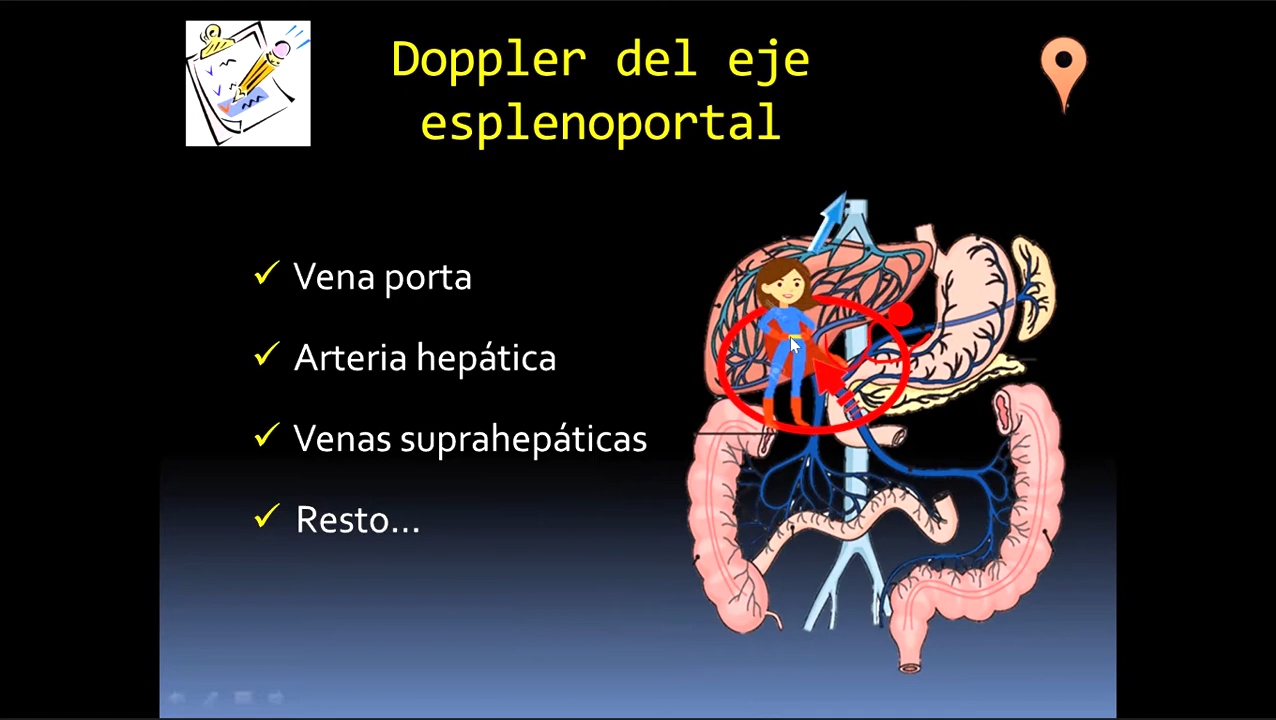 Doppler del eje
esplenoportal
Vena porta
Arteria hepática
Venas suprahepáticas
Resto...